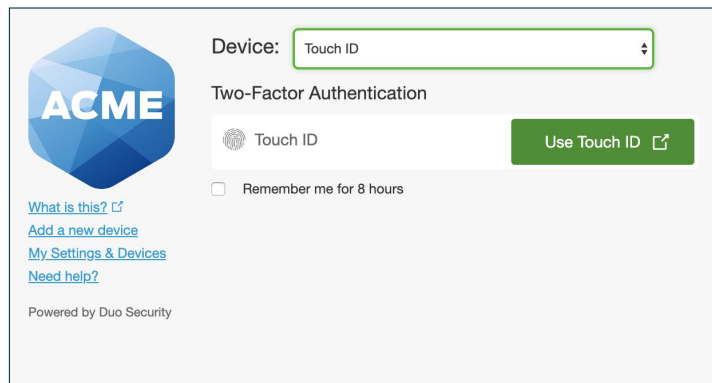 ACME
What is this?
Add a new device
My Settings & Devices
Need help?
Powered by Duo Security
Device: Touch ID
Two-Factor Authentication
Touch ID Use Touch ID
Remember me for 8 hours